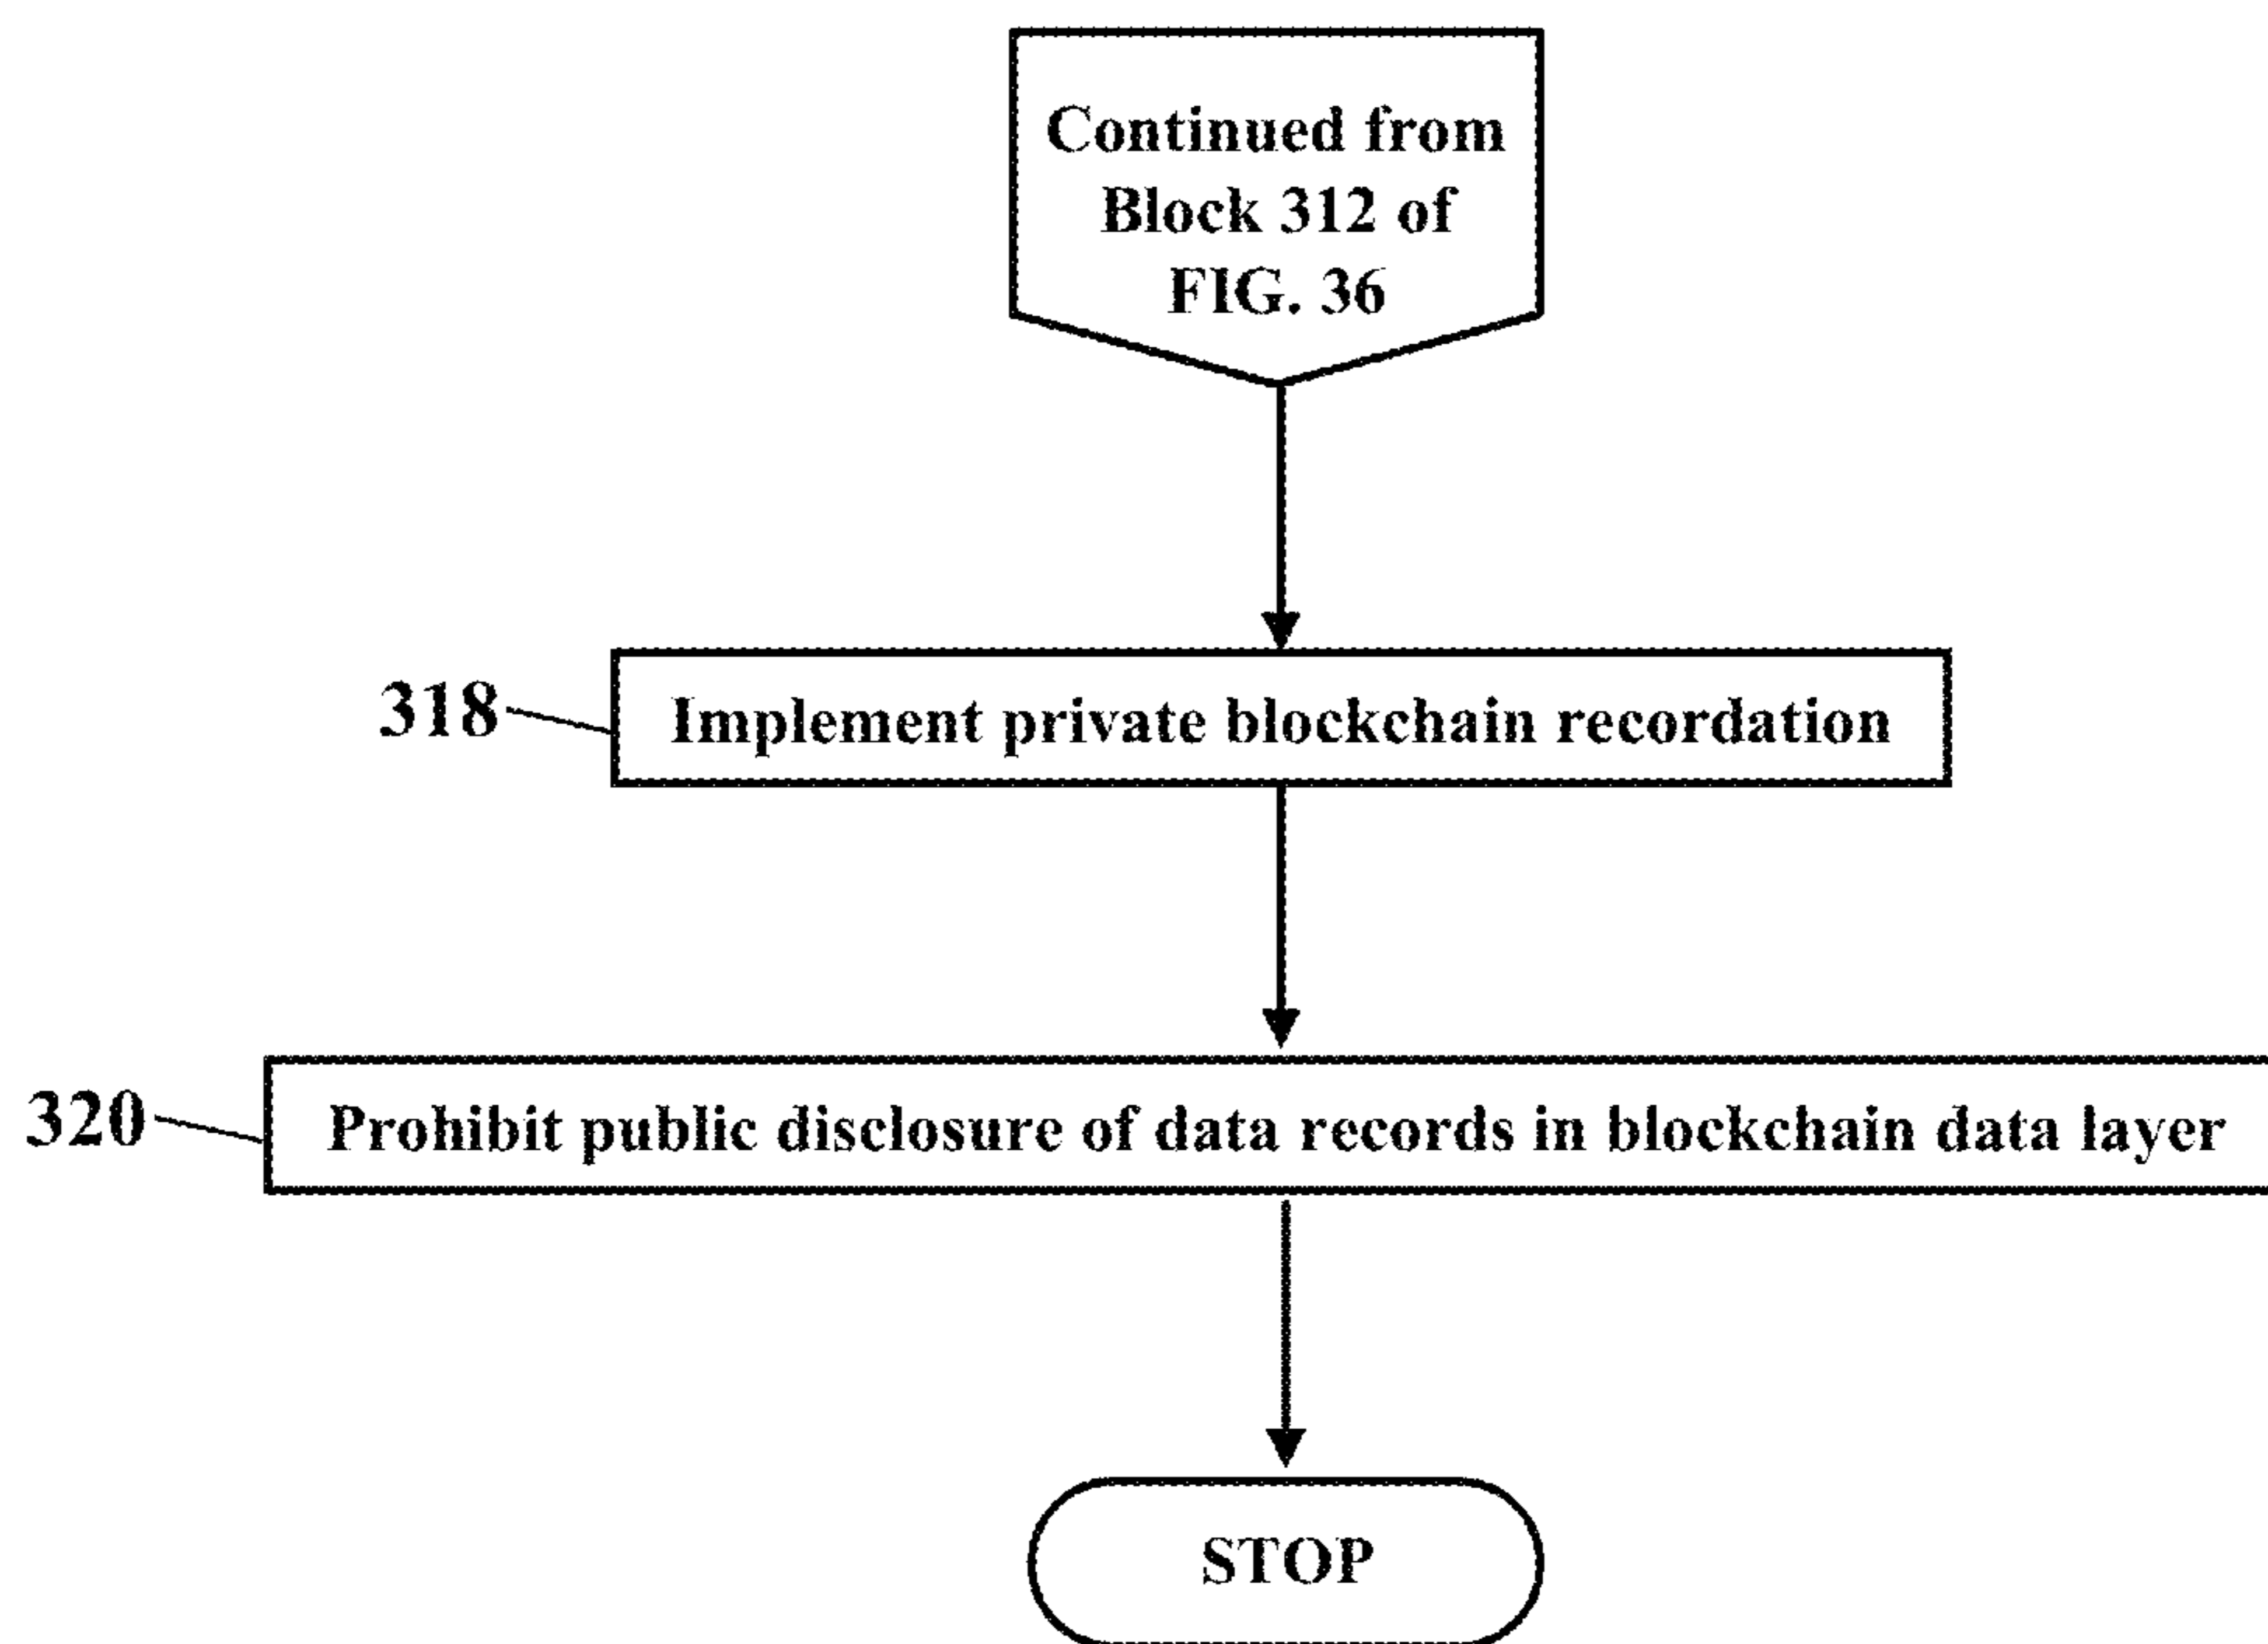 Continued from
Block 312 of
FIG. 36
318
Implement private blockchain recordation
320
Prohibit public disclosure of data records in blockchain data layer
STOP